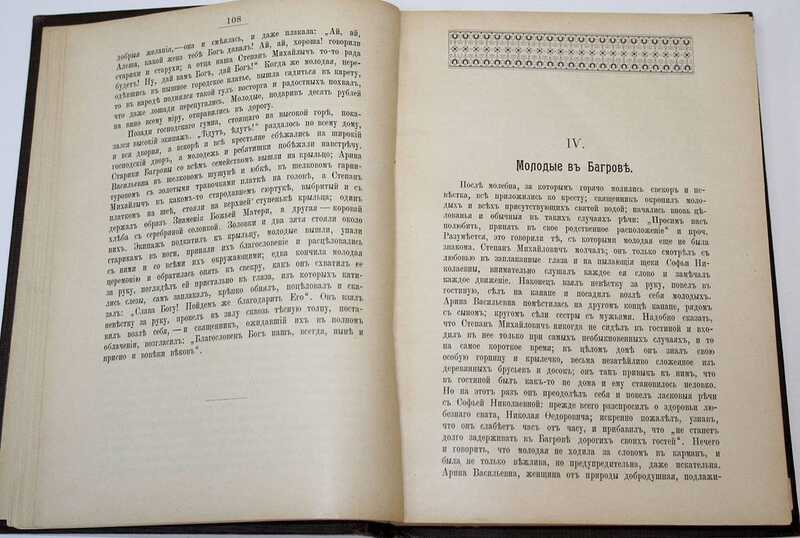 108
добрыя желанія,—она и смѣялась, и даже плакала: „Ай, ай,
Алеша, какой жена тебѣ Богъ давалъ! Ай, ай, хороша! говорили
старики и старухи; а отца наша Степанъ Михайлычъ то-то рада
будетъ! Ну, дай вамъ Богъ, дай Богъ!“ Когда же молодая, пере-
одѣвшись въ пышное городское платье, вышла садиться въ карету,
то въ народѣ поднялся такой гулъ восторга и радостныхъ похвалъ,
что даже лошади перепугались. Молодые, подаривъ десять рублей
на вино всему міру, отправились въ дорогу.
Позади господскаго гумна, стоящаго на высокой горѣ, пока-
зался высокій экипажъ. „Ѣдутъ, ѣдутъ!“ раздалось по всему дому,
и вся дворня, а вскорѣ и всѣ крестьяне сбѣжались на широкій
господскій дворъ, а молодежь и ребятишки побѣжали навстрѣчу.
Старики Багровы со всѣмъ семействомъ вышли на крыльцо; Арина
Васильевна въ шелковомъ шушунѣ и юбкѣ, въ шелковомъ гарни-
туровомъ съ золотыми травочками платкѣ на головѣ, а Степанъ
Михайлычъ въ какомъ-то стародавнемъ сюртукѣ, выбритый и съ
платкомъ на шеѣ, стояли на верхней ступенькѣ крыльца; одинъ
держалъ образъ Знаменія Божьей Матери, а другая — коровай
хлѣба съ серебряной солонкой. Золовки и два зятя стояли около
нихъ. Экипажъ подкатилъ къ крыльцу, молодые вышли, упали
старикамъ въ ноги, приняли ихъ благословеніе и расцѣловались
съ ними и со всѣми ихъ окружающими; едва кончила молодая
церемонію и обратилась опять къ свекру, какъ онъ схватилъ ее
за руку, поглядѣлъ ей пристально въ глаза, изъ которыхъ кати-
лись слезы, самъ заплакалъ, крѣпко обнялъ, поцѣловалъ и ска-
залъ: „Слава Богу! Пойдемъ же благодарить Его“. Онъ взялъ
невѣстку за руку, провелъ въ залу сквозь тѣсную толпу, поста-
вилъ возлѣ себя,—и священникъ, ожидавшій ихъ въ полномъ
облаченіи, возгласилъ: „Благословенъ Богъ нашъ, всегда, нынѣ и
присно и вовѣки вѣковъ“.
IV.
Молодые въ Багровѣ.
Послѣ молебна, за которымъ горячо молились свекоръ и не-
вѣстка, всѣ приложились ко кресту; священникъ окропилъ моло-
дыхъ и всѣхъ присутствующихъ святой водой; начались вновь цѣ-
лованья и обычныя въ такихъ случаяхъ рѣчи: „Просимъ насъ
полюбить, принять въ свое родственное расположеніе“ и проч.
Разумѣется, это говорили тѣ, съ которыми молодая еще не была
знакома. Степанъ Михайловичъ молчалъ; онъ только смотрѣлъ съ
любовью въ заплаканные глаза и на пылающія щеки Софьи Ни-
колаевны, внимательно слушалъ каждое ея слово и замѣчалъ
каждое движеніе. Наконецъ взялъ невѣстку за руку, повелъ въ
гостиную, сѣлъ на канапе и посадилъ возлѣ себя молодыхъ.
Арина Васильевна помѣстилась на другомъ концѣ канапе, рядомъ
съ сыномъ; кругомъ сѣли сестры съ мужьями. Надобно сказать,
что Степанъ Михайловичъ никогда не сидѣлъ въ гостиной и вхо-
дилъ въ нее только при самыхъ необыкновенныхъ случаяхъ, и то
на самое короткое время; въ цѣломъ домѣ онъ зналъ свою
особую горницу и крылечко, весьма незатѣйливо сложенное изъ
деревянныхъ брусьевъ и досокъ; онъ такъ привыкъ къ нимъ, что
въ гостиной былъ какъ-то не дома и ему становилось неловко.
Но на этотъ разъ онъ преодолѣлъ себя и повелъ ласковыя рѣчи
съ Софьей Николаевной: прежде всего разспросилъ о здоровьи лю-
безнаго свата, Николая Ѳедоровича; искренно пожалѣлъ, узнавъ,
что онъ слабѣетъ часъ отъ часу, и прибавилъ, что „не станетъ
долго задерживать въ Багровѣ дорогихъ своихъ гостей“. Нечего
и говорить, что молодая не ходила за словомъ въ карманъ, и
была не только вѣжлива, но предупредительна, даже искательна.
Арина Васильевна, женщина отъ природы добродушная, подлажи-